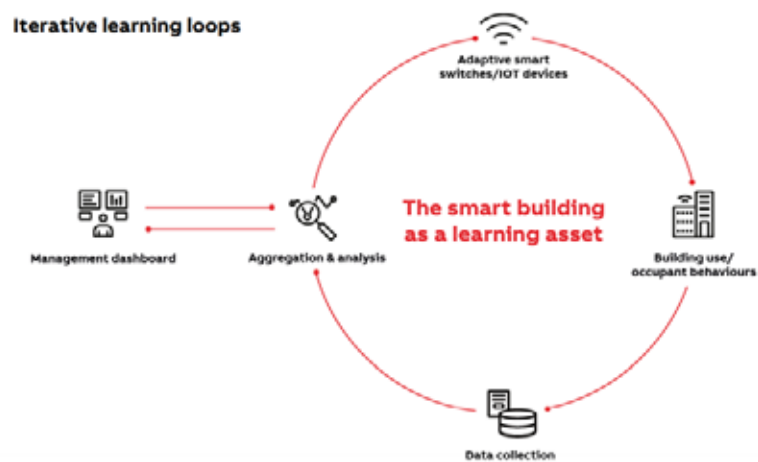 Iterative learning loops
Adaptive smart
switches/IOT devices
The smart building
as a learning asset
Management dashboard
Aggregation & analysis
Building use/
occupant behaviours
Data collection